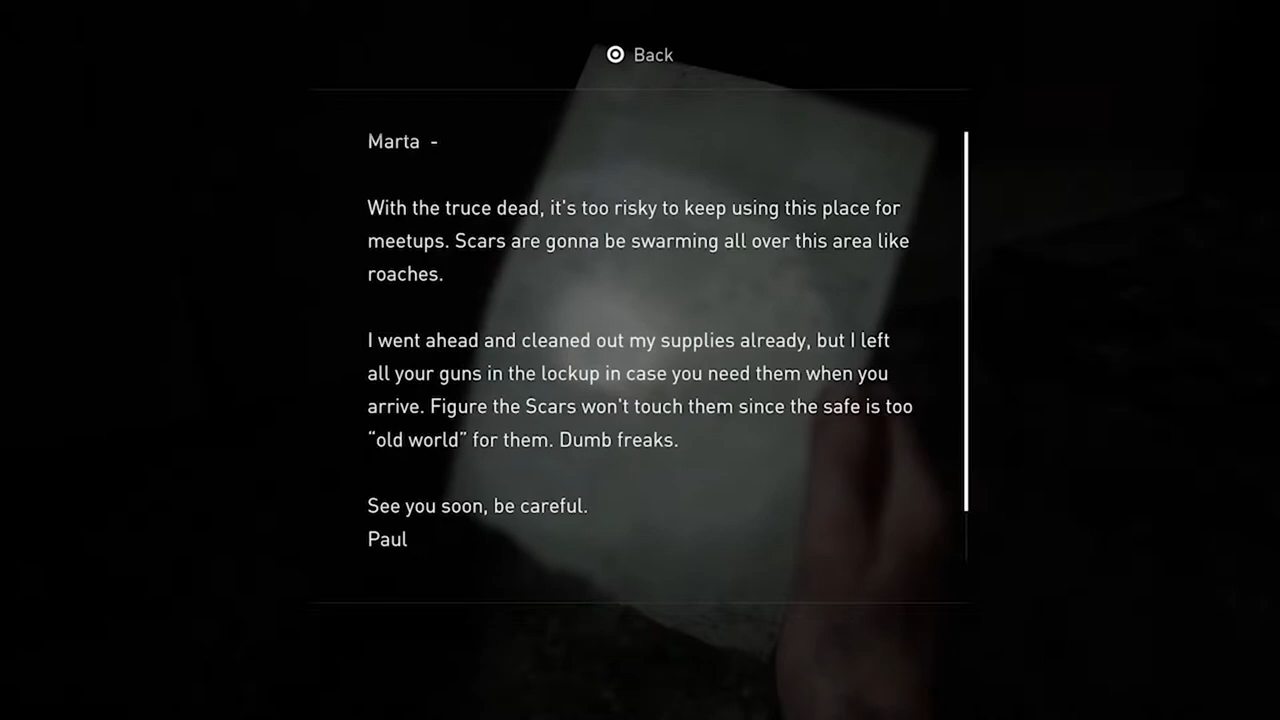 Back
Marta -
With the truce dead, it's too risky to keep using this place for
meetups. Scars are gonna be swarming all over this area like
roaches.
I went ahead and cleaned out my supplies already, but I left
all your guns in the lockup in case you need them when you
arrive. Figure the Scars won't touch them since the safe is too
“old world” for them. Dumb freaks.
See you soon, be careful.
Paul